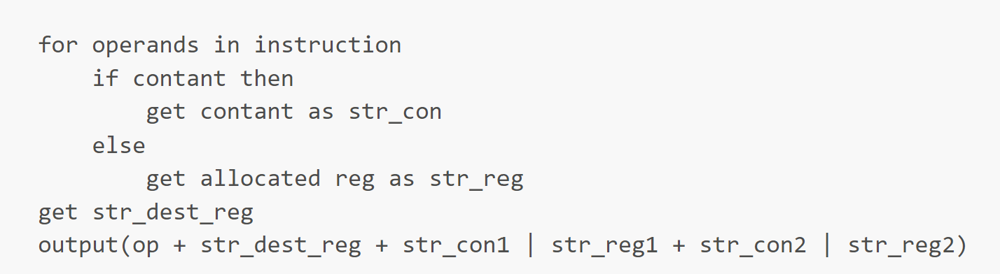 for operands in instruction
    if contant then
        get contant as str_con
    else
        get allocated reg as str_reg
get str_dest_reg
output(op + str_dest_reg + str_con1 | str_reg1 + str_con2 | str_reg2)